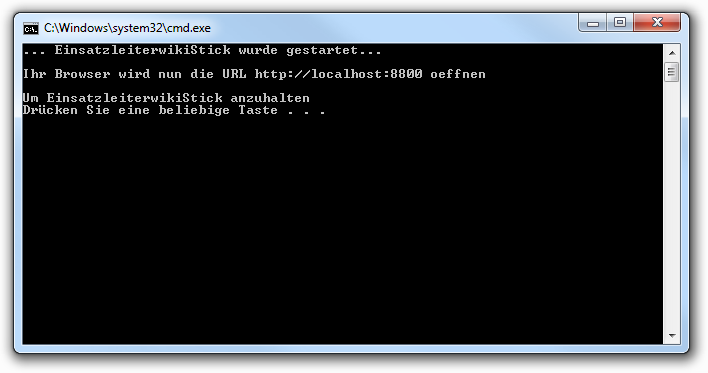 C:\Windows\system32\cmd.exe
... EinsatzleiterwikiStick wurde gestartet...
Ihr Browser wird nun die URL http://localhost:8800 oeffnen
Um EinsatzleiterwikiStick anzuhalten
Drücken Sie eine beliebige Taste . . .